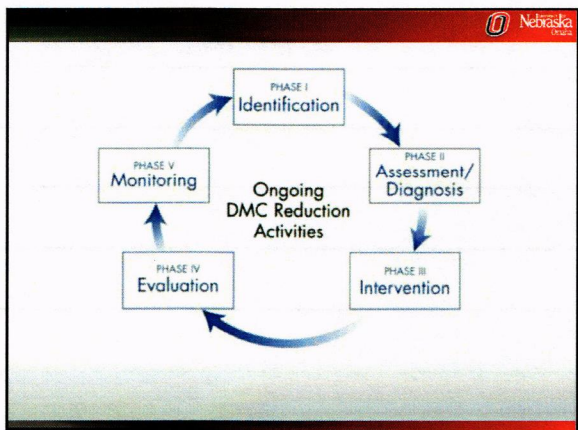 Nebraska
Omaha
PHASE I
Identification
PHASE II
Assessment/
Diagnosis
PHASE III
Intervention
PHASE IV
Evaluation
PHASE V
Monitoring
Ongoing
DMC Reduction
Activities